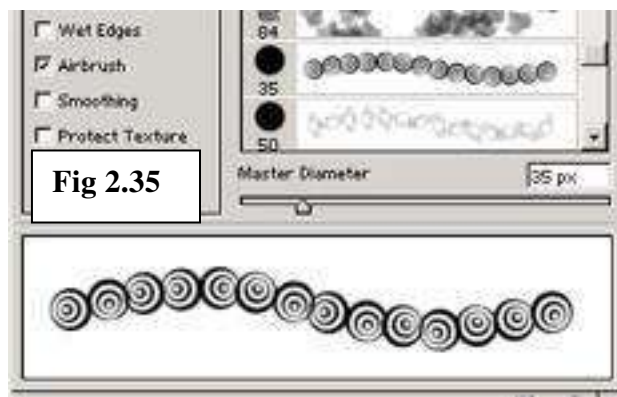 Wet Edges
Airbrush
Smoothing
Protect Texture
Fig 2.35
84
35
50
Master Diameter
35 px